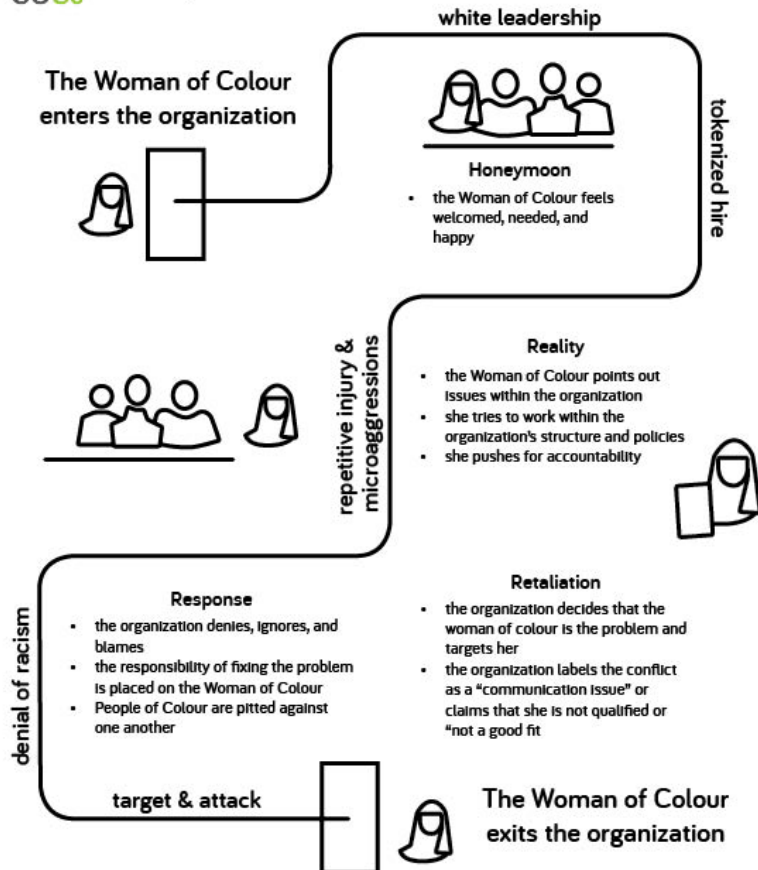 white leadership
The Woman of Colour
enters the organization
tokenized hire
Honeymoon
• the Woman of Colour feels
welcomed, needed, and
happy
repetitive injury &
microaggressions
Reality
• the Woman of Colour points out
issues within the organization
• she tries to work within the
organization's structure and policies
• she pushes for accountability
denial of racism
Response
• the organization denies, ignores, and
blames
• the responsibility of fixing the problem
is placed on the Woman of Colour
• People of Colour are pitted against
one another
Retaliation
• the organization decides that the
woman of colour is the problem and
targets her
• the organization labels the conflict
as a “communication issue” or
claims that she is not qualified or
“not a good fit
target & attack
The Woman of Colour
exits the organization